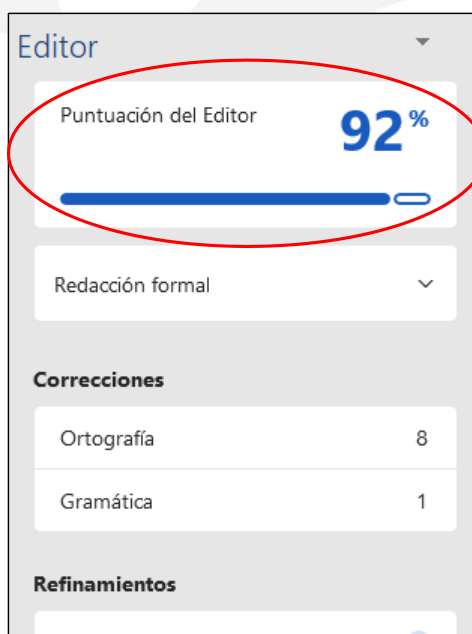 Editor
Puntuación del Editor 92%
Redacción formal
Correcciones
Ortografía 8
Gramática 1
Refinamientos